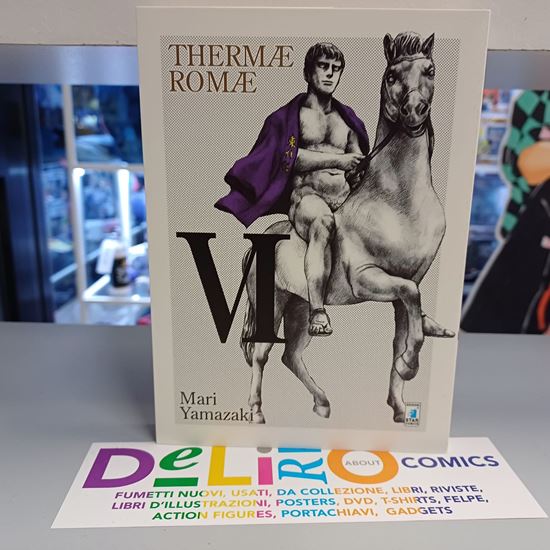 THERMÆ
ROMÆ
VI
Mari
Yamazaki
STAR
COMICS
DeLiRiO ABOUT COMICS
FUMETTI NUOVI, USATI, DA COLLEZIONE, LIBRI, RIVISTE,
LIBRI D'ILLUSTRAZIONI, POSTERS, DVD, T-SHIRTS, FELPE,
ACTION FIGURES, PORTACHIAVI, GADGETS